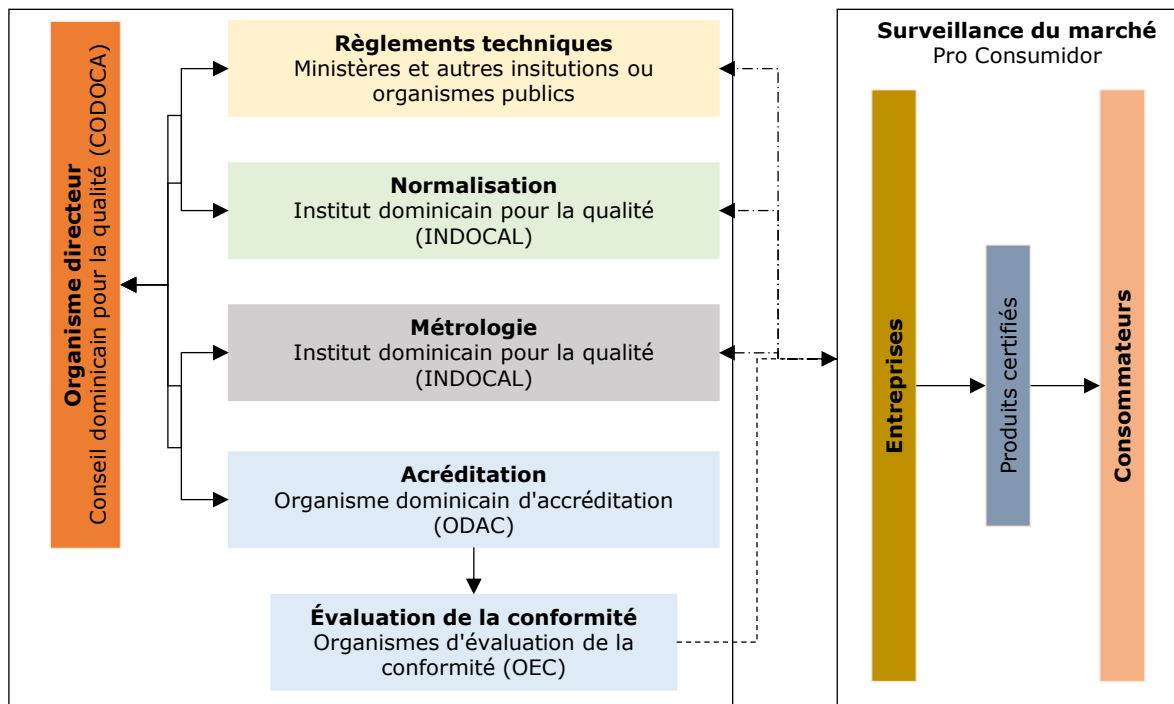 Organisme directeur
Conseil dominicain pour la qualité (CODOCA)
Règlements techniques
Ministères et autres insitutions ou
organismes publics
Normalisation
Institut dominicain pour la qualité
(INDOCAL)
Métrologie
Institut dominicain pour la qualité
(INDOCAL)
Acréditation
Organisme dominicain d'accréditation
(ODAC)
Évaluation de la conformité
Organismes d'évaluation de la
conformité (OEC)
Surveillance du marché
Pro Consumidor
Entreprises
Produits certifiés
Consommateurs